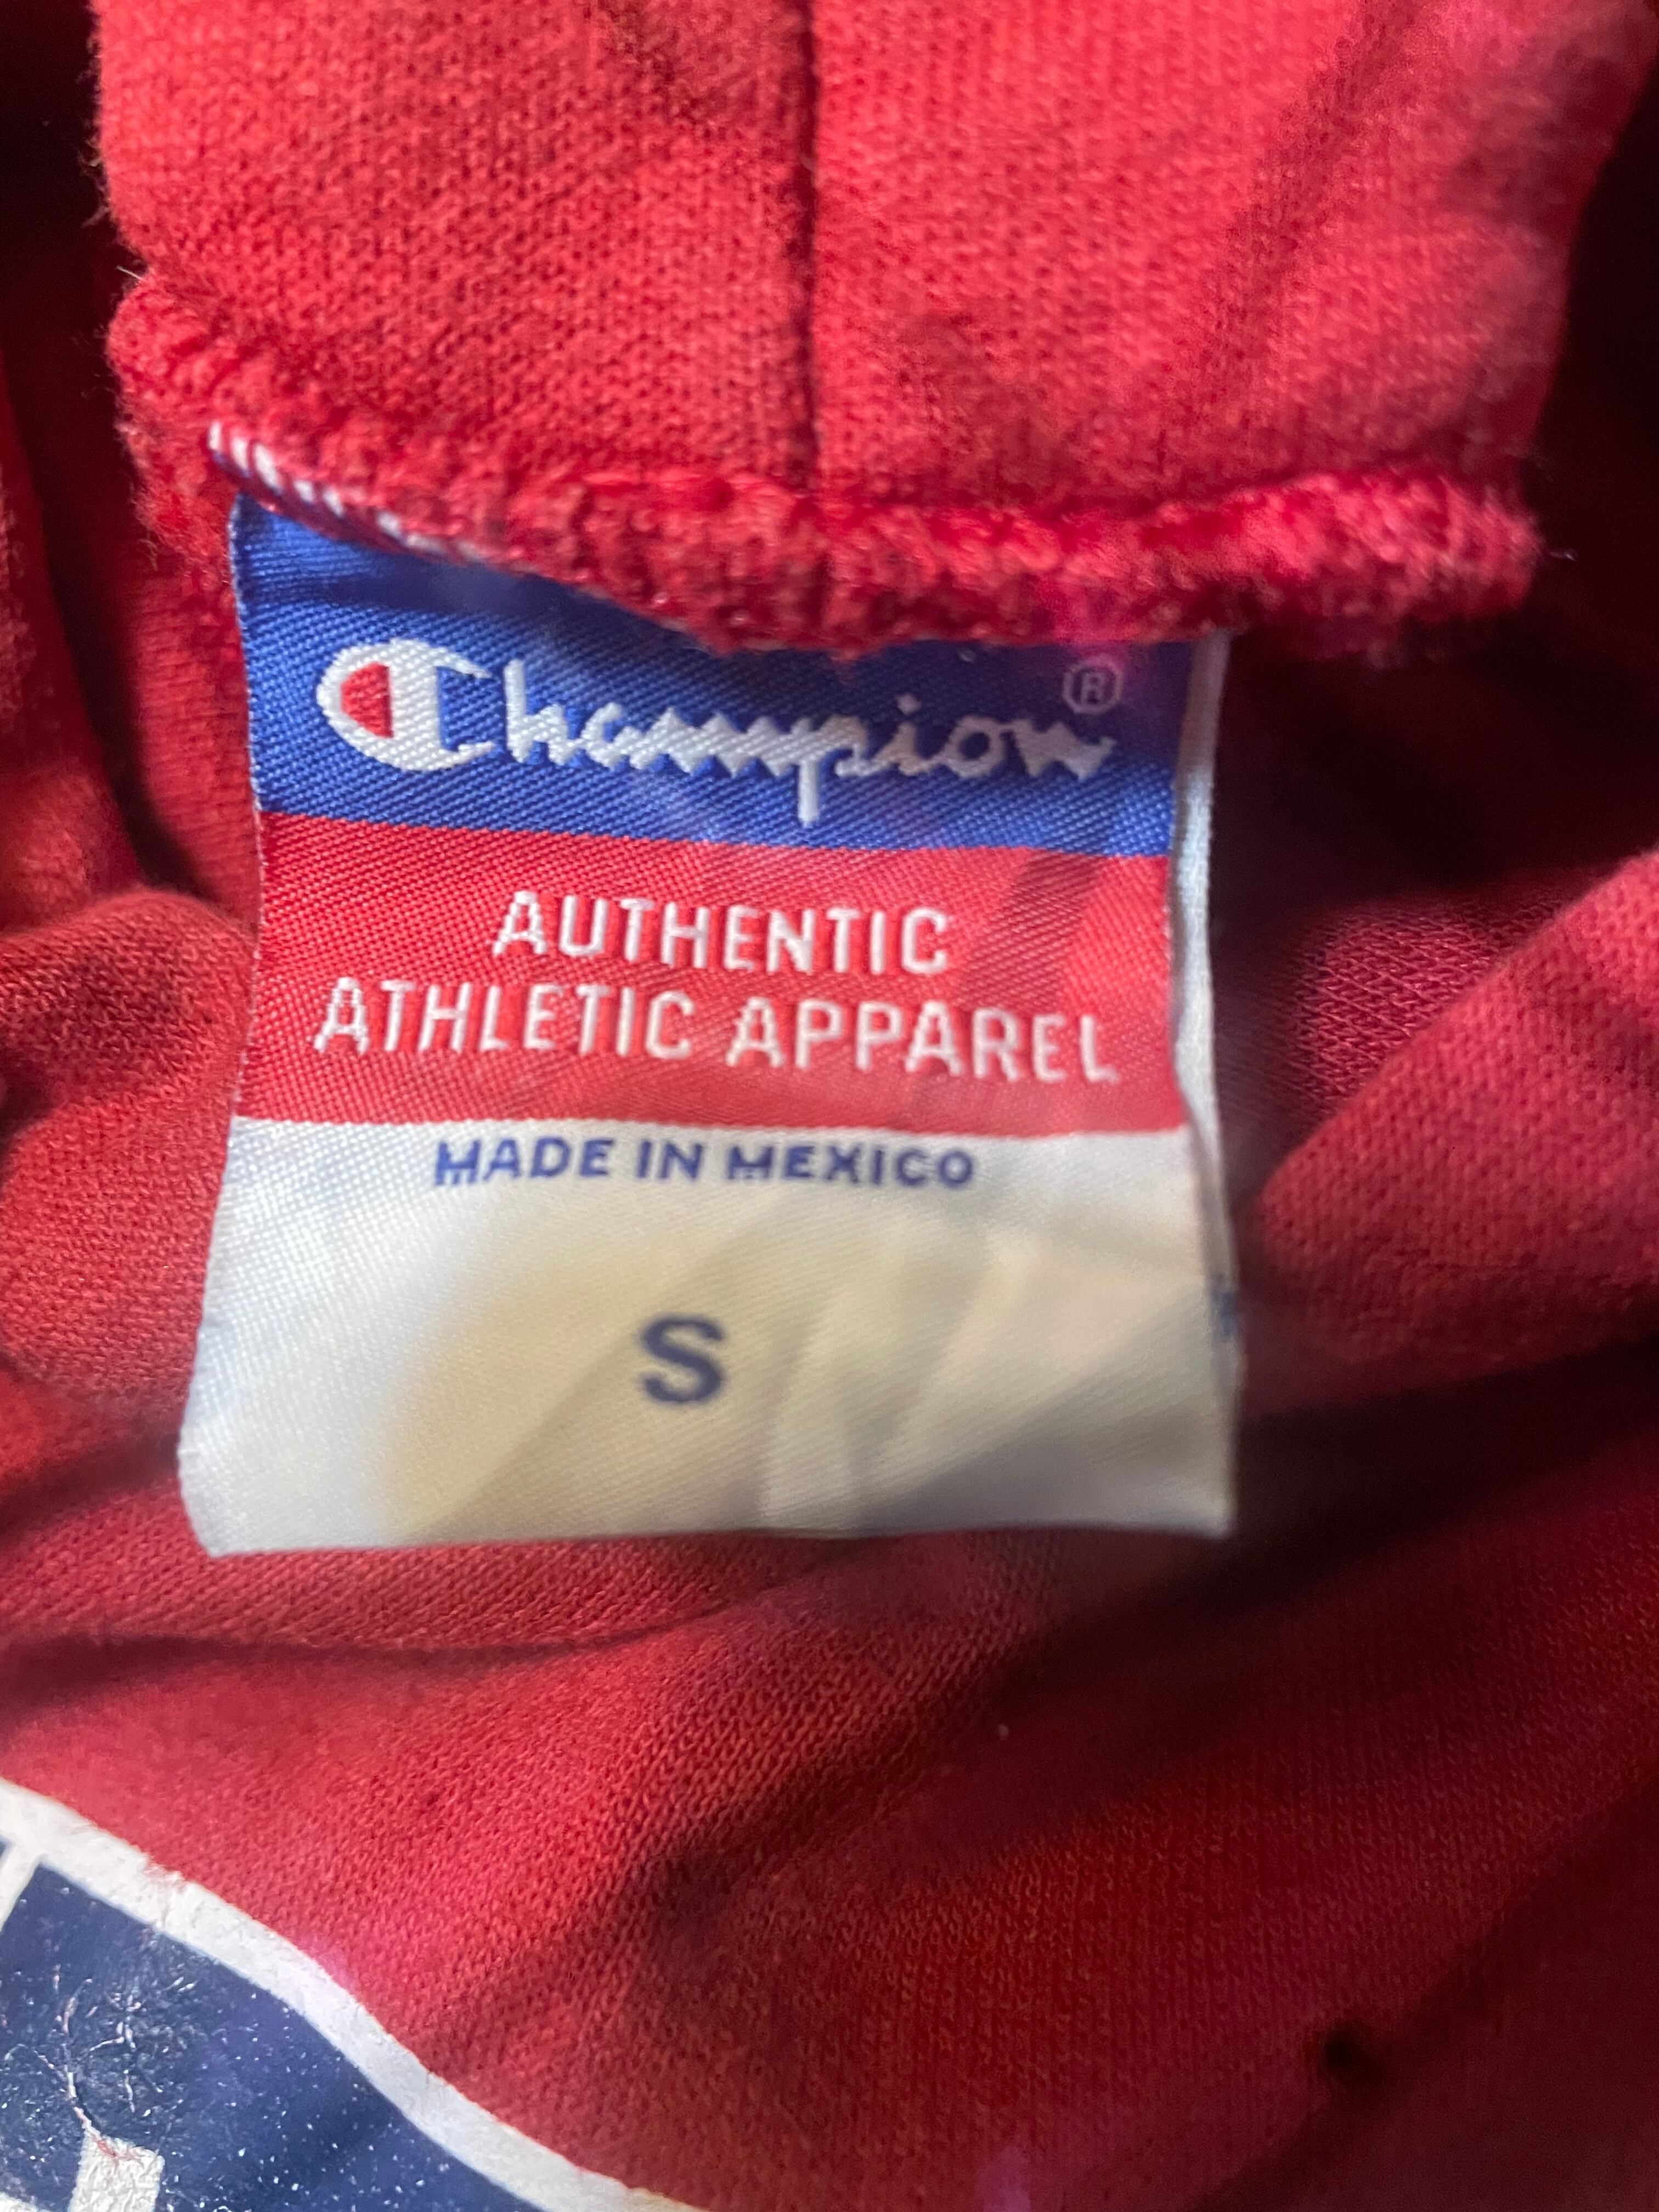 Champion®
AUTHENTIC
ATHLETIC APPAREL
MADE IN MEXICO
S